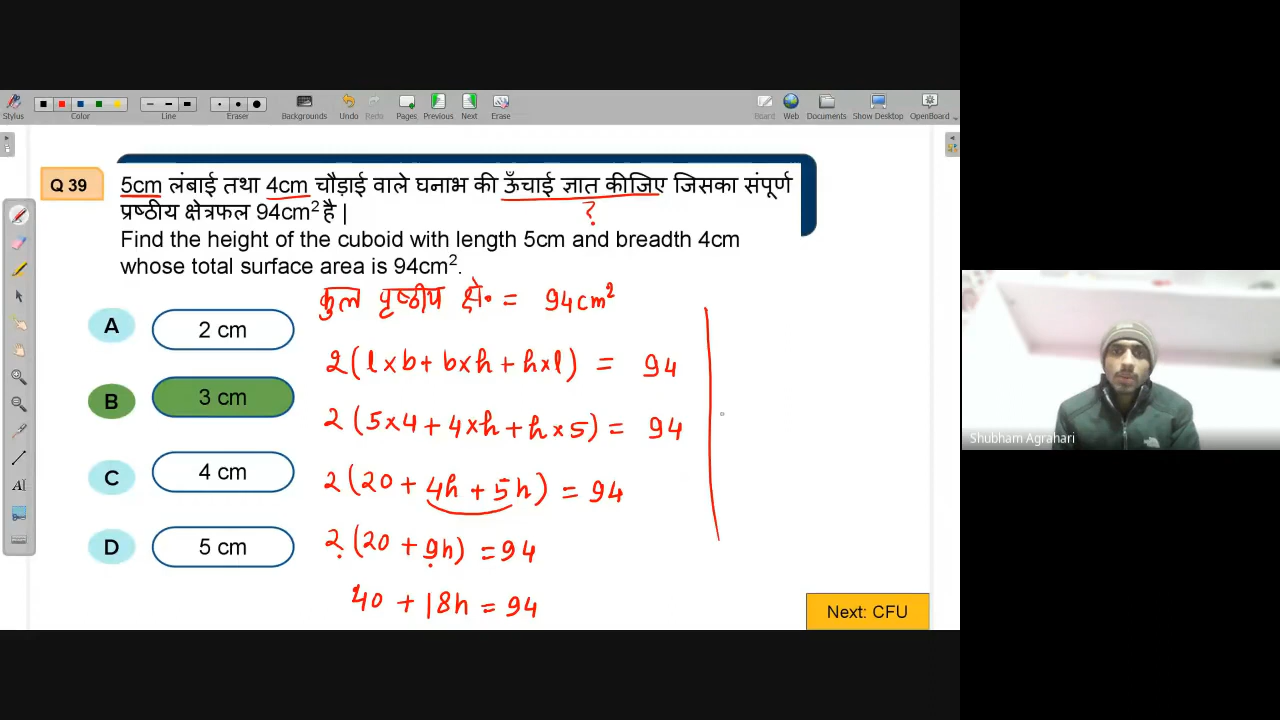 Stylus
Color
Line
Eraser
Backgrounds
Undo
Redo
Pages
Previous
Next
Erase
Board
Web
Documents
Show Desktop
OpenBoard
Q 39
5cm लंबाई तथा 4cm चौड़ाई वाले घनाभ की ऊँचाई ज्ञात कीजिए जिसका संपूर्ण
प्रष्ठीय क्षेत्रफल 94cm² है |
?
Find the height of the cuboid with length 5cm and breadth 4cm
whose total surface area is 94cm².
कुल पृष्ठीय क्षे॰ = 94cm²
A 2 cm
2(l×b+b×h+h×l) = 94
B 3 cm
2(5×4+4×h+h×5) = 94
C 4 cm
2(20+4h+5h) = 94
D 5 cm
2(20+9h) = 94
40+18h = 94
Next: CFU
Shubham Agrahari